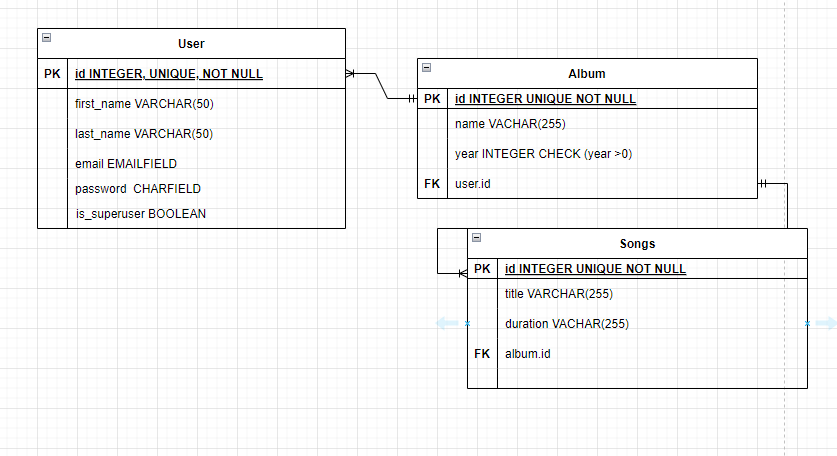 User
PK id INTEGER, UNIQUE, NOT NULL
first_name VARCHAR(50)
last_name VARCHAR(50)
email EMAILFIELD
password CHARFIELD
is_superuser BOOLEAN
Album
PK id INTEGER UNIQUE NOT NULL
name VACHAR(255)
year INTEGER CHECK (year >0)
FK user.id
Songs
PK id INTEGER UNIQUE NOT NULL
title VARCHAR(255)
duration VACHAR(255)
FK album.id